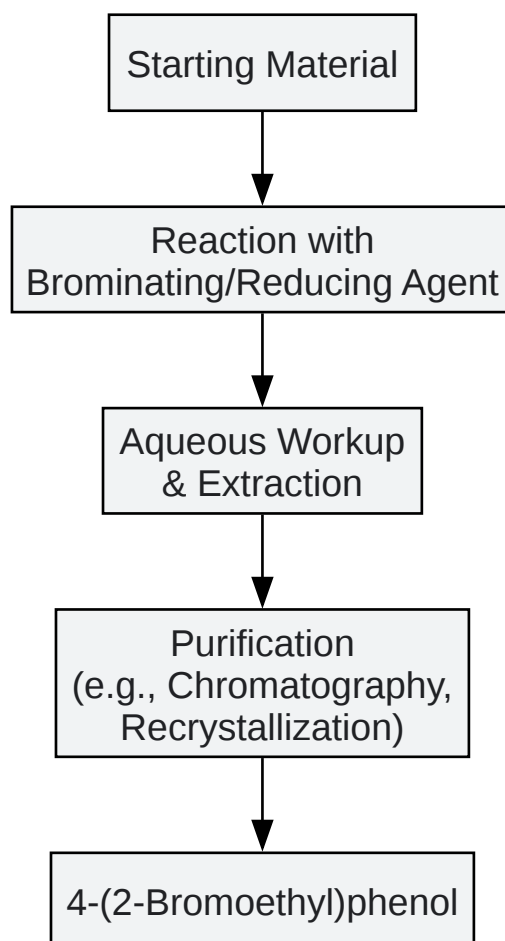 Starting Material
Reaction with
Brominating/Reducing Agent
Aqueous Workup
& Extraction
Purification
(e.g., Chromatography,
Recrystallization)
4-(2-Bromoethyl)phenol